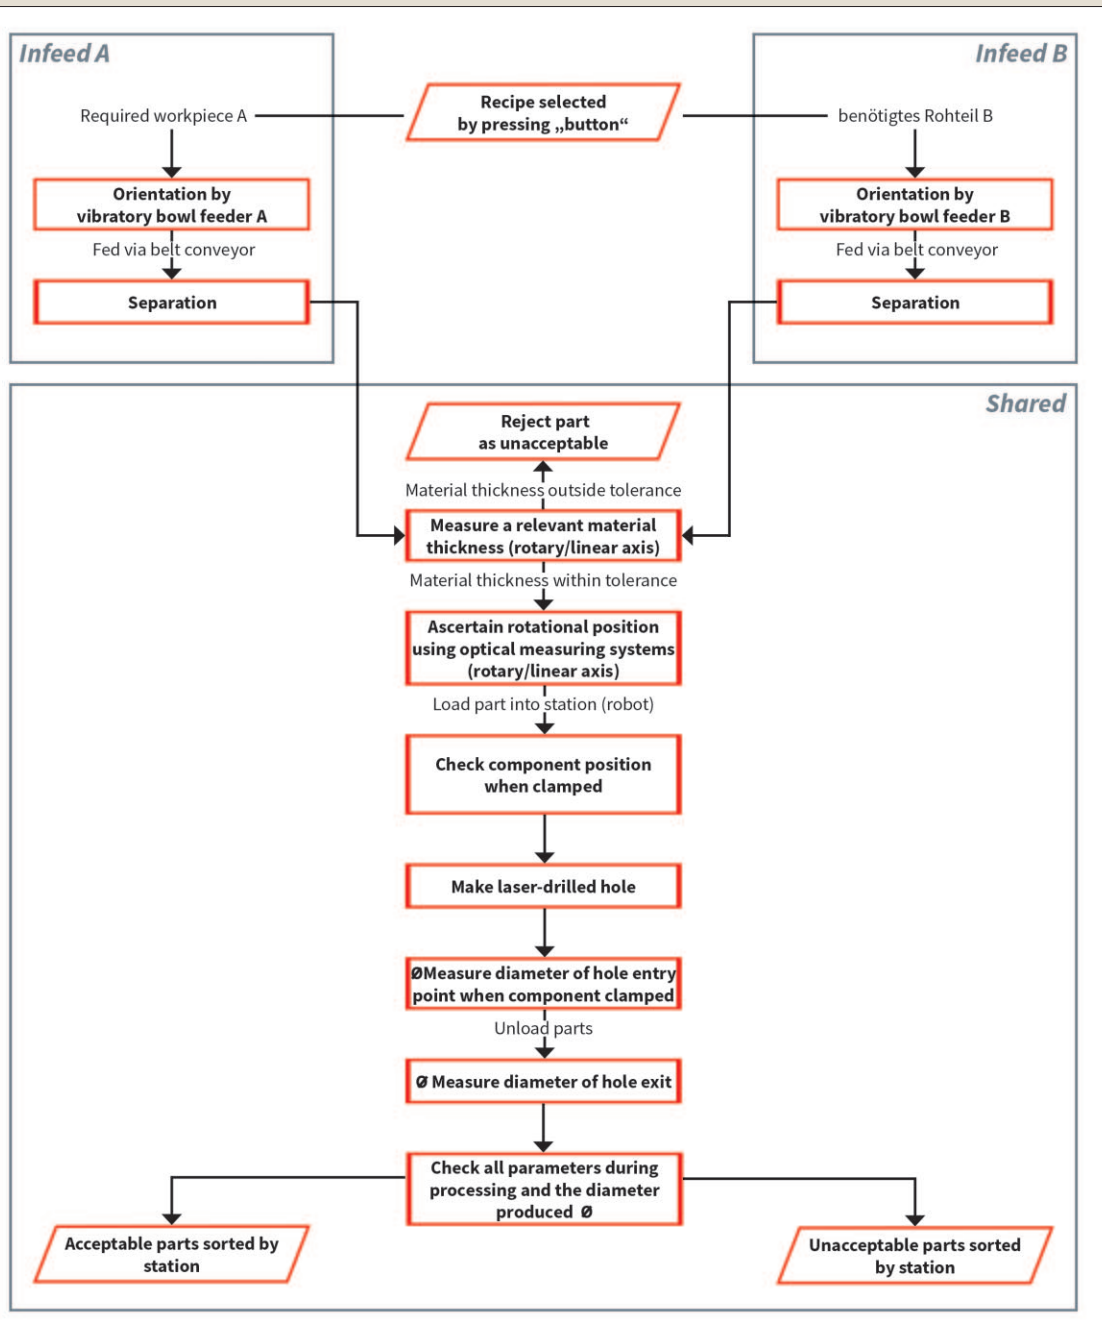 Infeed A
Infeed B
Recipe selected
by pressing „button“
Required workpiece A
benötigtes Rohteil B
Orientation by
vibratory bowl feeder A
Orientation by
vibratory bowl feeder B
Fed via belt conveyor
Fed via belt conveyor
Separation
Separation
Shared
Reject part
as unacceptable
Material thickness outside tolerance
Measure a relevant material
thickness (rotary/linear axis)
Material thickness within tolerance
Ascertain rotational position
using optical measuring systems
(rotary/linear axis)
Load part into station (robot)
Check component position
when clamped
Make laser-drilled hole
ØMeasure diameter of hole entry
point when component clamped
Unload parts
Ø Measure diameter of hole exit
Check all parameters during
processing and the diameter
produced Ø
Acceptable parts sorted by
station
Unacceptable parts sorted
by station